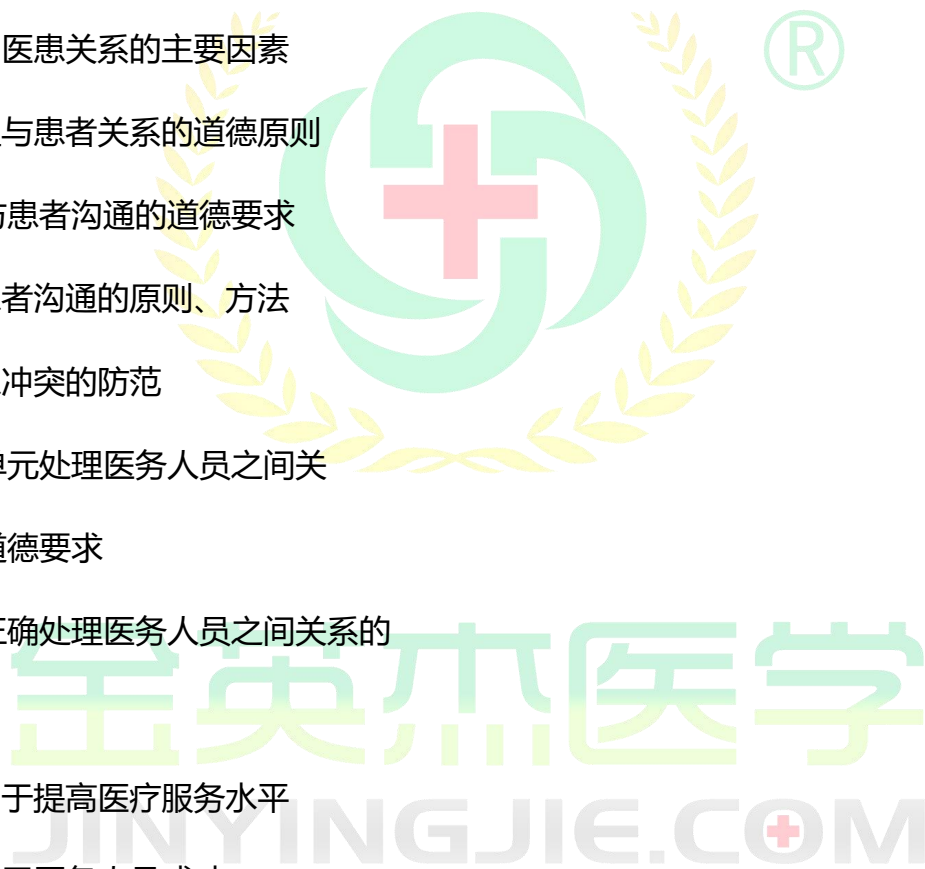 ®
医患关系的主要因素
与患者关系的道德原则
患者沟通的道德要求
者沟通的原则、方法
冲突的防范
单元处理医务人员之间关
道德要求
正确处理医务人员之间关系的
金英杰医学
于提高医疗服务水平
JINYINGJIE.COM